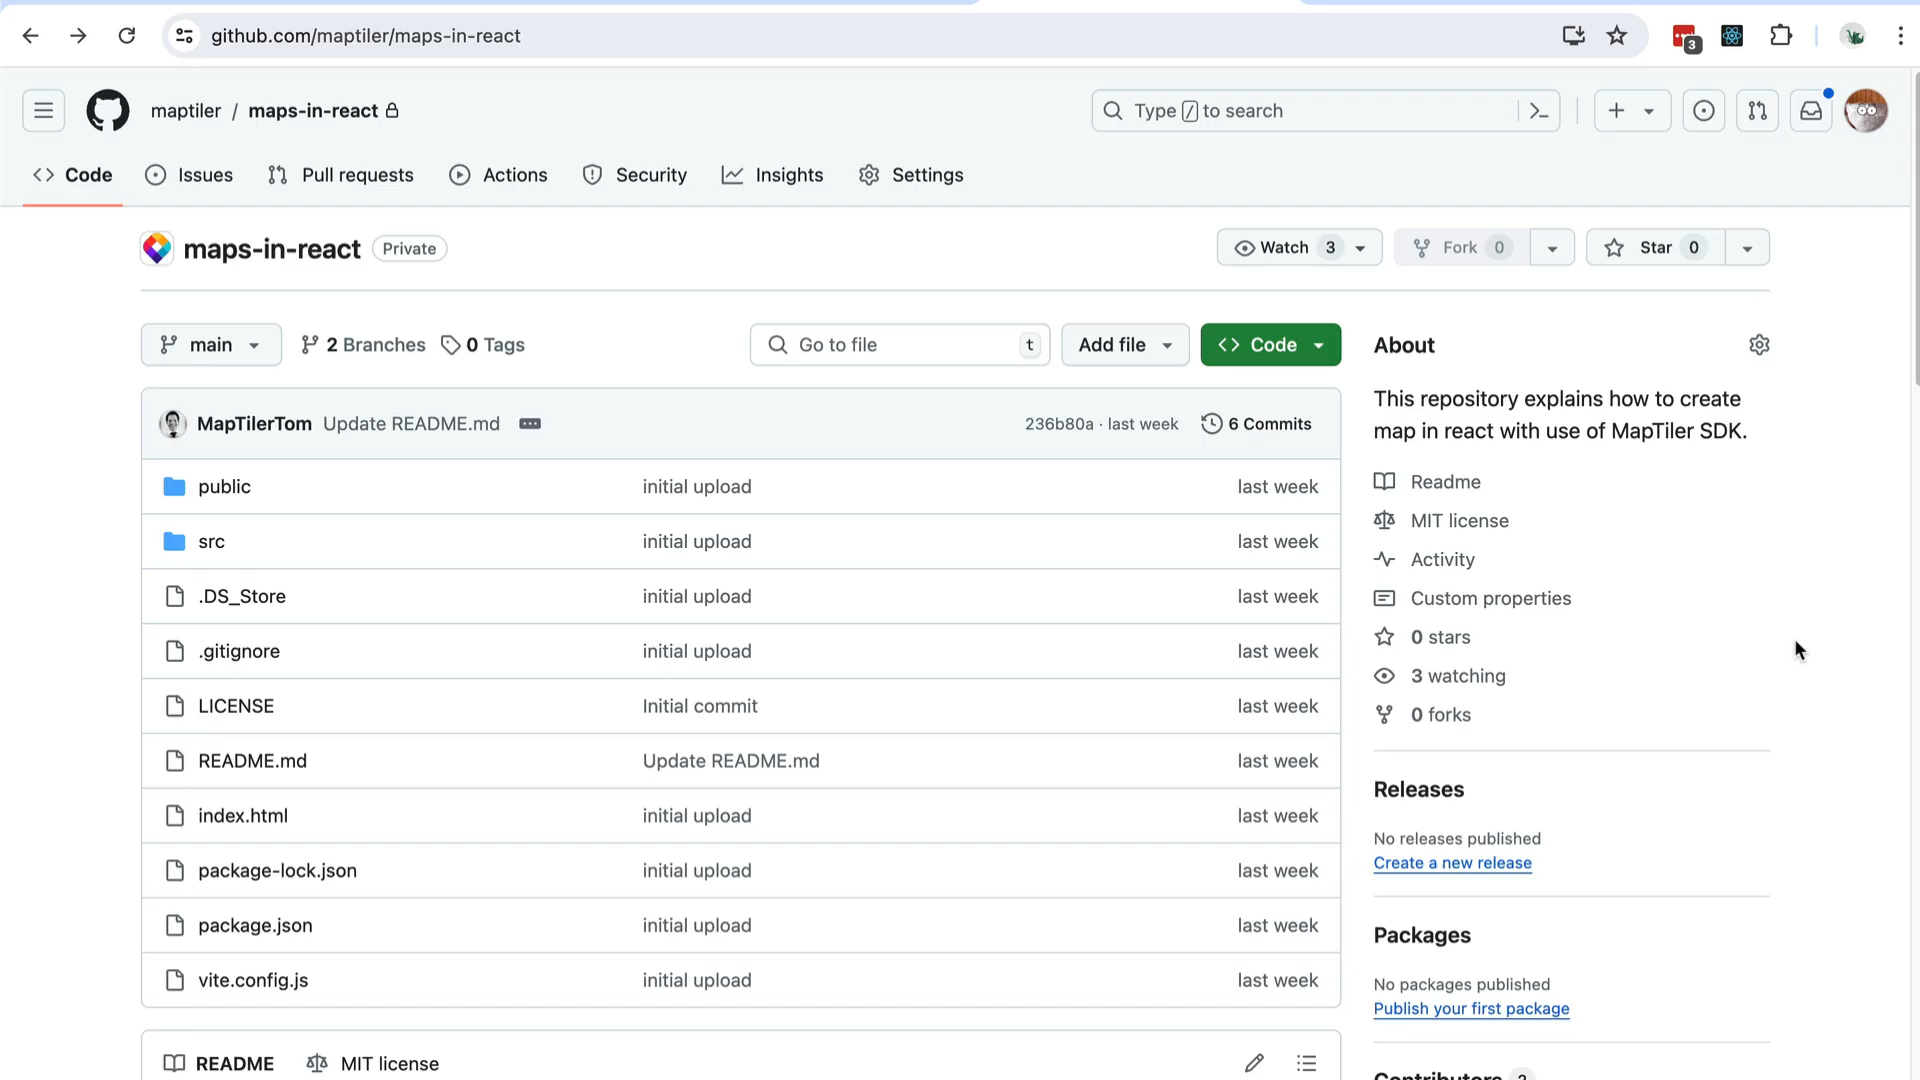 github.com/maptiler/maps-in-react
3
maptiler / maps-in-react
Type / to search
Code
Issues
Pull requests
Actions
Security
Insights
Settings
maps-in-react Private
Watch 3
Fork 0
Star 0
main
2 Branches
0 Tags
Go to file t
Add file
Code
MapTilerTom Update README.md 236b80a · last week 6 Commits
public initial upload last week
src initial upload last week
.DS_Store initial upload last week
.gitignore initial upload last week
LICENSE Initial commit last week
README.md Update README.md last week
index.html initial upload last week
package-lock.json initial upload last week
package.json initial upload last week
vite.config.js initial upload last week
README
MIT license
About
This repository explains how to create
map in react with use of MapTiler SDK.
Readme
MIT license
Activity
Custom properties
0 stars
3 watching
0 forks
Releases
No releases published
Create a new release
Packages
No packages published
Publish your first package
Contributors 2